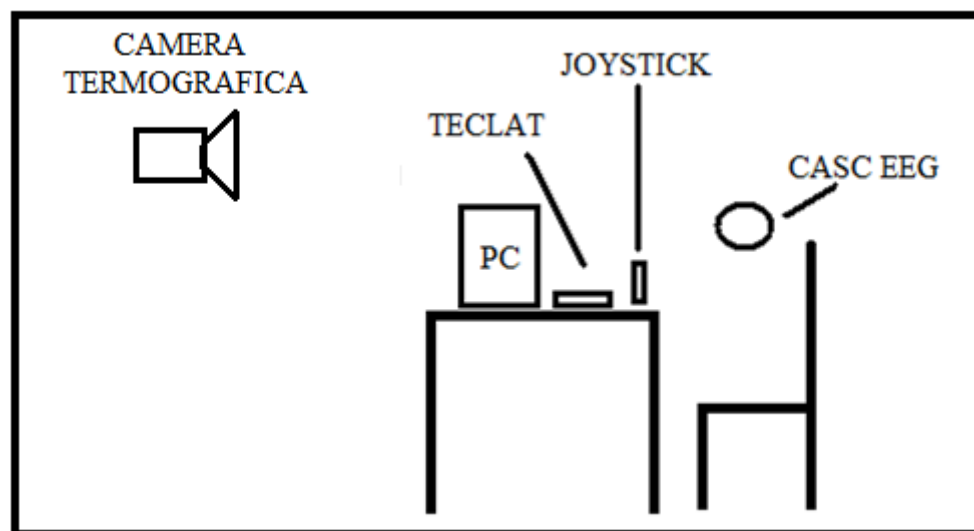 CAMERA
TERMOGRAFICA
JOYSTICK
TECLAT
CASC EEG
PC